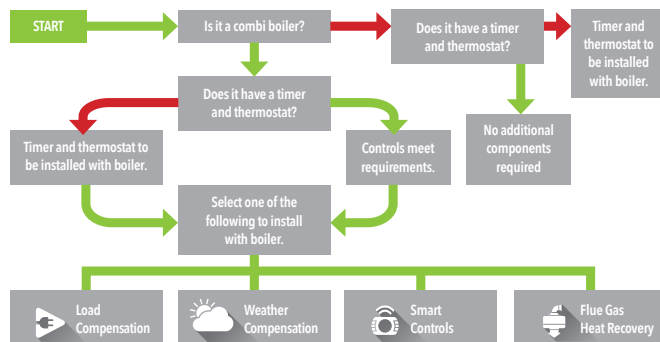 START
Is it a combi boiler?
Does it have a timer
and thermostat?
Timer and
thermostat to
be installed
with boiler.
Does it have a timer
and thermostat?
Timer and thermostat to
be installed with boiler.
Controls meet
requirements.
No additional
components
required
Select one of the
following to install
with boiler.
Load
Compensation
Weather
Compensation
Smart
Controls
Flue Gas
Heat Recovery